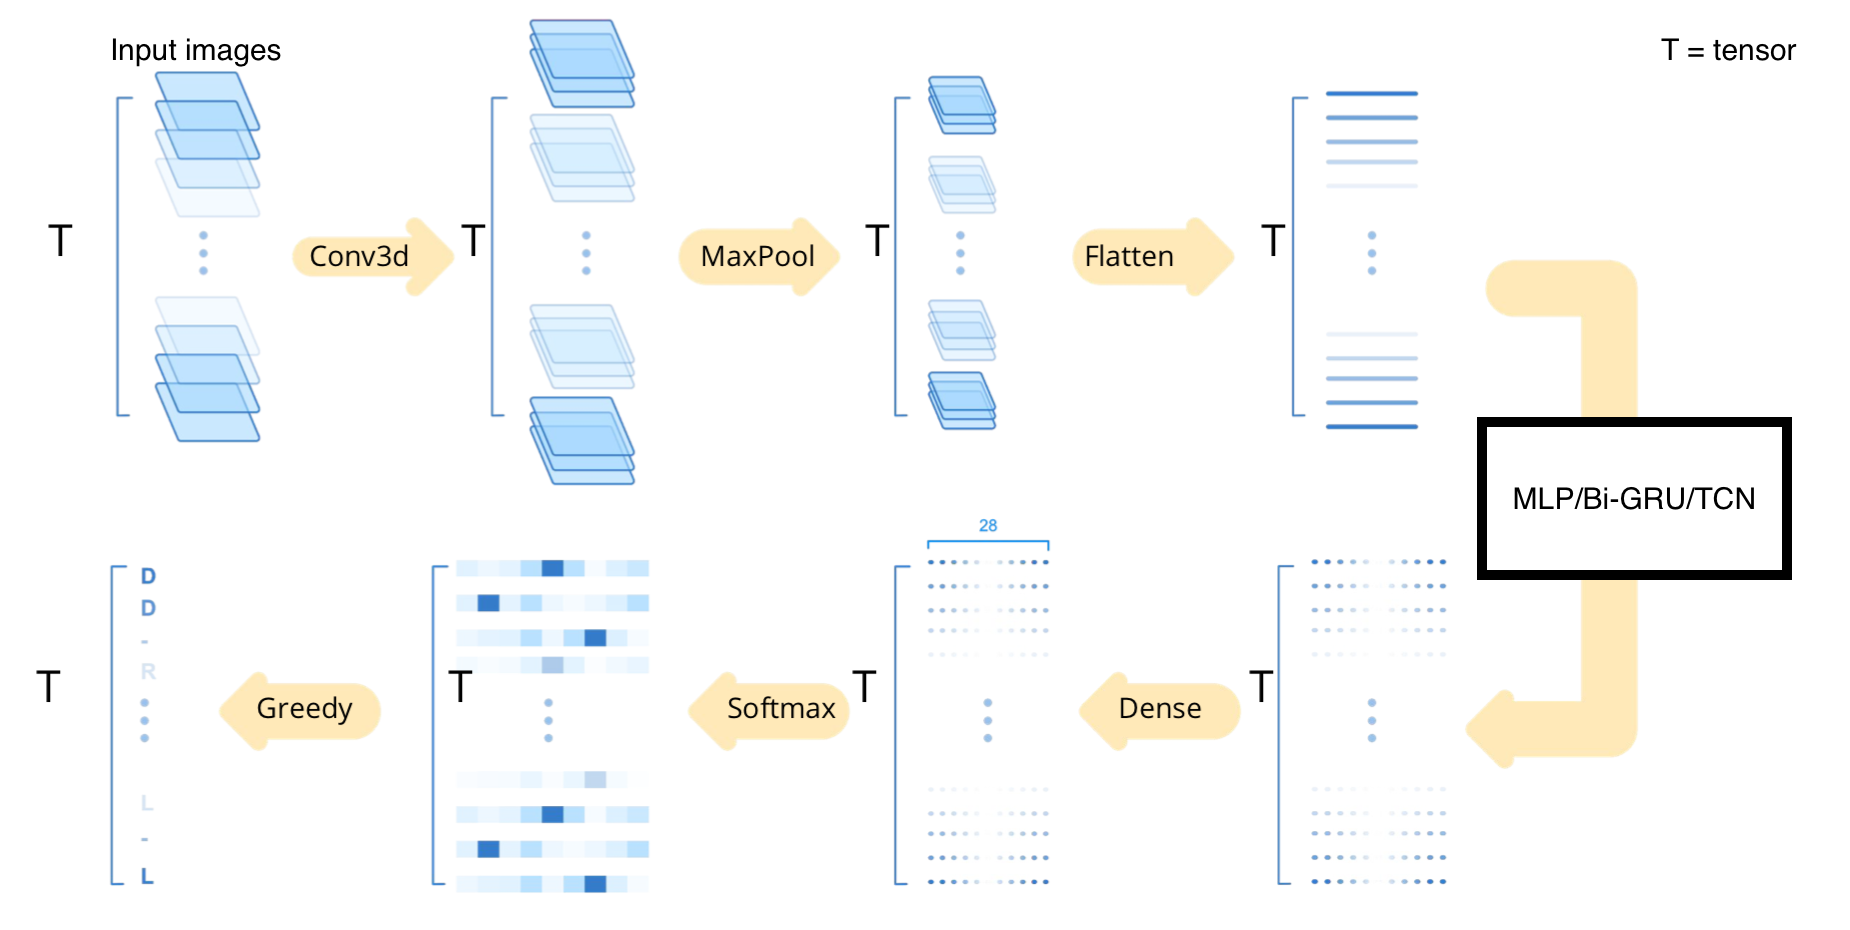 Input images
T = tensor
T
Conv3d
T
MaxPool
T
Flatten
T
MLP/Bi-GRU/TCN
28
T
Dense
T
Softmax
T
Greedy
T
D
D
-
R
L
-
L